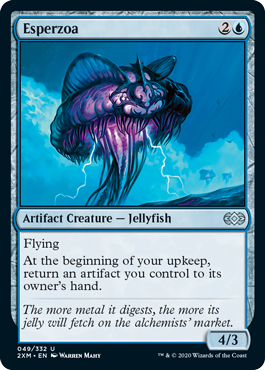 Esperzoa 2
Artifact Creature — Jellyfish
Flying
At the beginning of your upkeep,
return an artifact you control to its
owner's hand.
The more metal it digests, the more its
jelly will fetch on the alchemists' market.
4/3
049/332 U
2XM • EN Warren Mahy
™ & © 2020 Wizards of the Coast